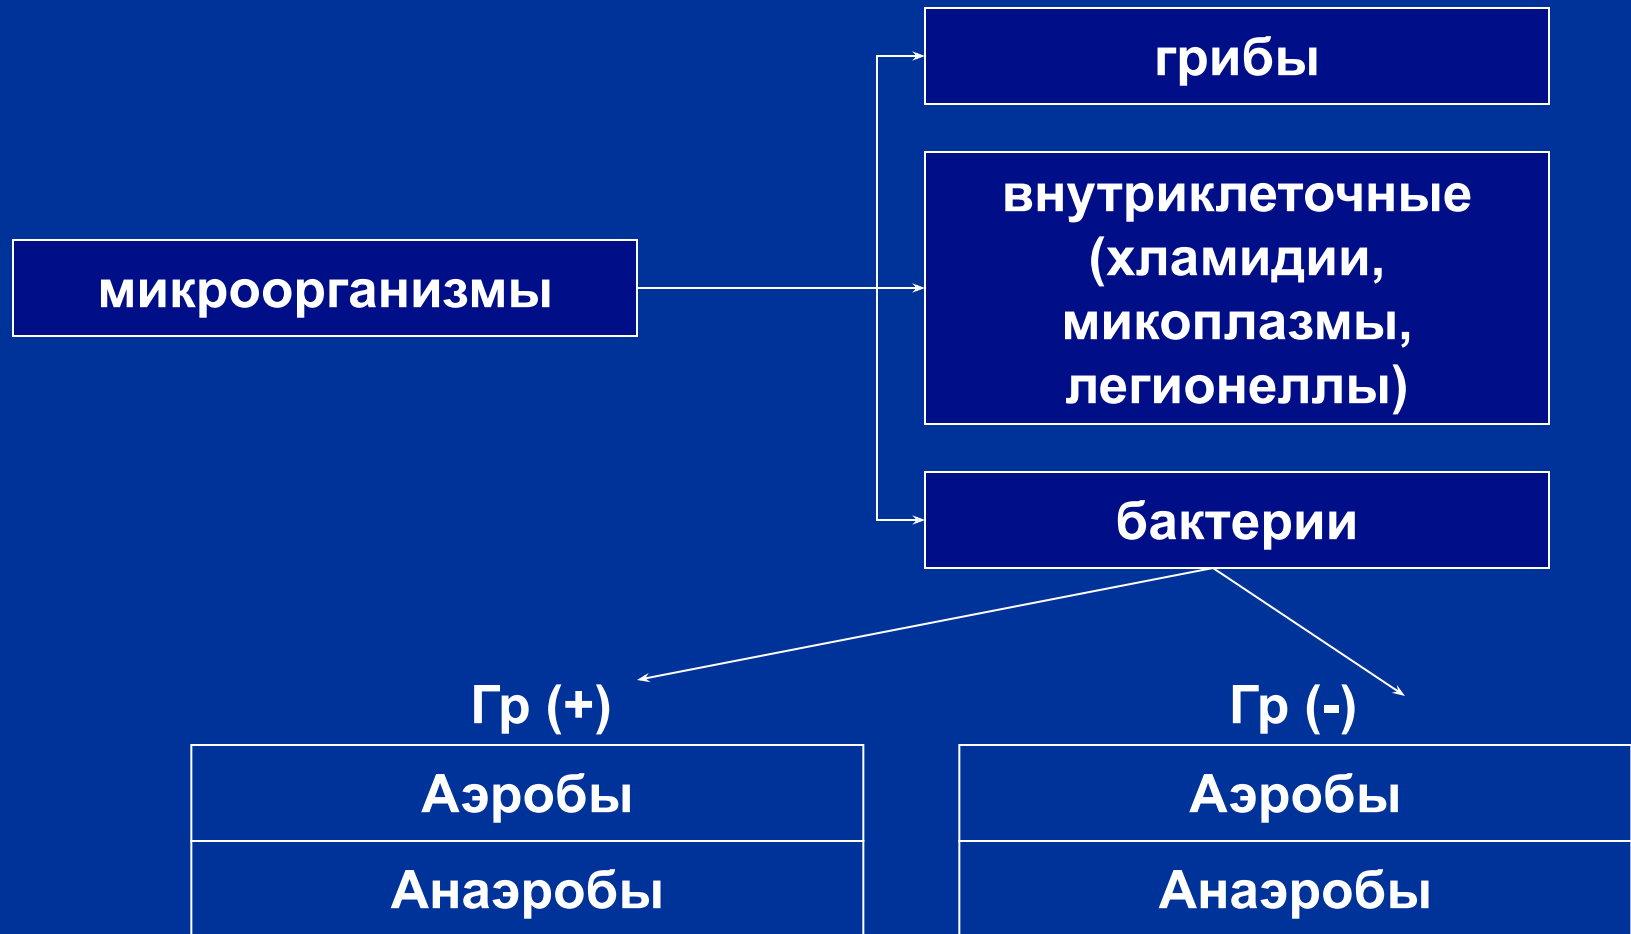 грибы
микроорганизмы
внутриклеточные
(хламидии,
микоплазмы,
легионеллы)
бактерии
Гр (+)
Аэробы
Анаэробы
Гр (-)
Аэробы
Анаэробы